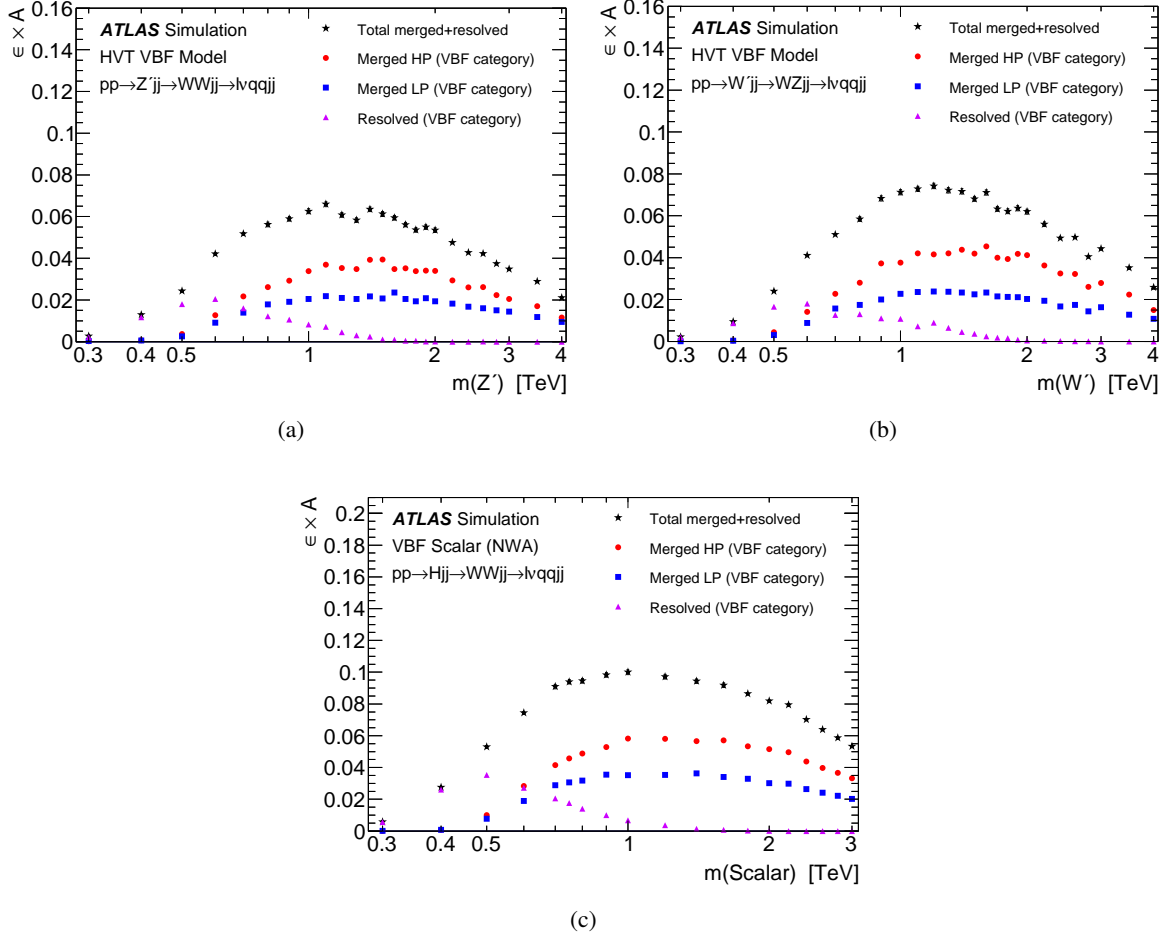 ∈ × A
0.16
0.14
0.12
0.1
0.08
0.06
0.04
0.02
0
ATLAS Simulation
HVT VBF Model
pp→Z′jj→WWjj→lνqqjj
Total merged+resolved
Merged HP (VBF category)
Merged LP (VBF category)
Resolved (VBF category)
0.3 0.4 0.5 1 2 3 4
m(Z′) [TeV]
(a)
∈ × A
0.16
0.14
0.12
0.1
0.08
0.06
0.04
0.02
0
ATLAS Simulation
HVT VBF Model
pp→W′jj→WZjj→lνqqjj
Total merged+resolved
Merged HP (VBF category)
Merged LP (VBF category)
Resolved (VBF category)
0.3 0.4 0.5 1 2 3 4
m(W′) [TeV]
(b)
∈ × A
0.2
0.18
0.16
0.14
0.12
0.1
0.08
0.06
0.04
0.02
0
ATLAS Simulation
VBF Scalar (NWA)
pp→Hjj→WWjj→lνqqjj
Total merged+resolved
Merged HP (VBF category)
Merged LP (VBF category)
Resolved (VBF category)
0.3 0.4 0.5 1 2 3
m(Scalar) [TeV]
(c)